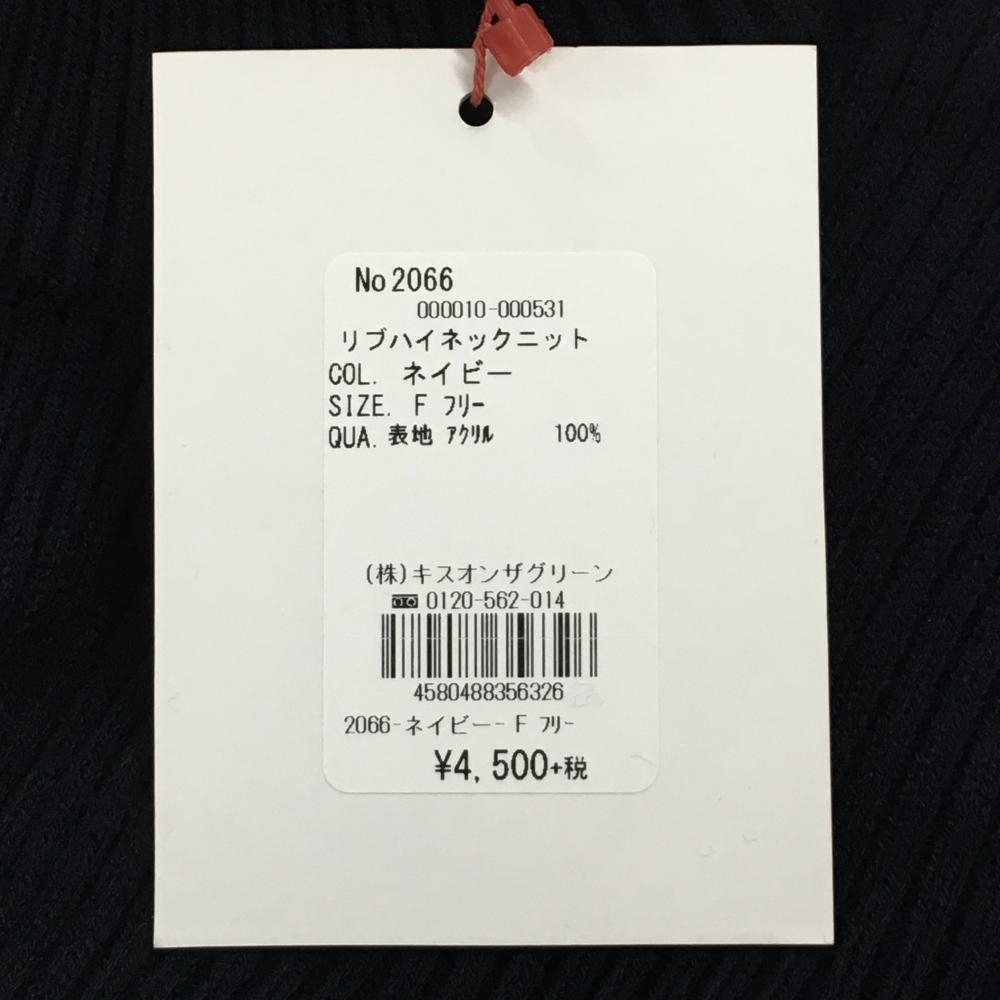 No2066
000010-000531
リブハイネックニット
COL. ネイビー
SIZE. F ﾌﾘｰ
QUA. 表地 ｱｸﾘﾙ 100%
(株)キスオンザグリーン
0120-562-014
4580488356326
2066-ネイビー- F ﾌﾘｰ
¥4,500+税